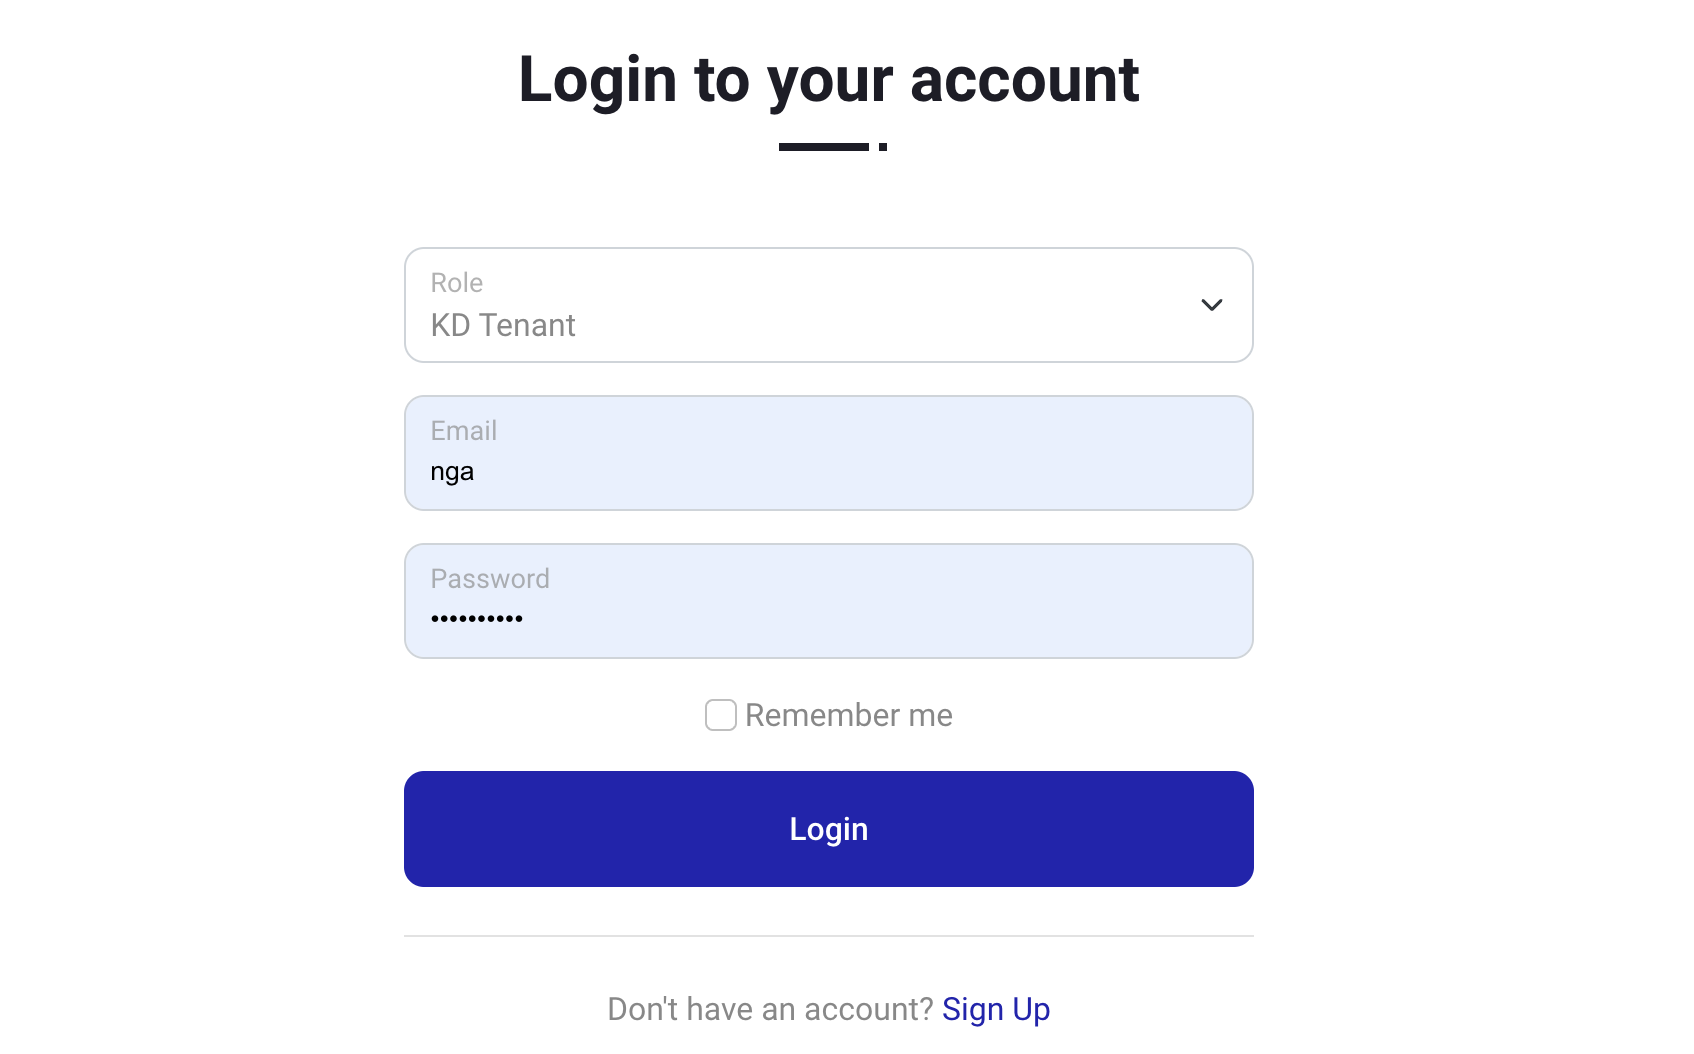 Login to your account
Role
KD Tenant
Email
nga
Password
••••••••••
Remember me
Login
Don't have an account? Sign Up